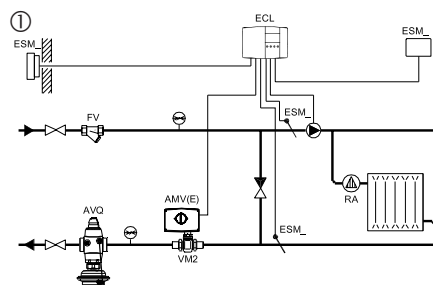 ①
ECL
ESM_
ESM_
FV
ESM_
AMV(E)
RA
AVQ
ESM_
VM2